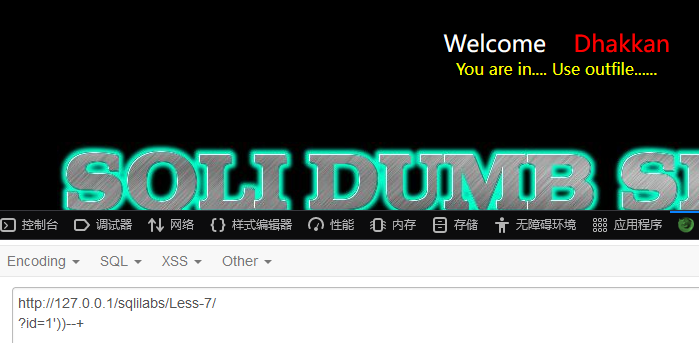 Welcome Dhakkan
You are in.... Use outfile......
SQLI DUMB S
控制台 调试器 网络 {} 样式编辑器 性能 内存 存储 无障碍环境 应用程序
Encoding SQL XSS Other
http://127.0.0.1/sqlilabs/Less-7/
?id=1'))--+